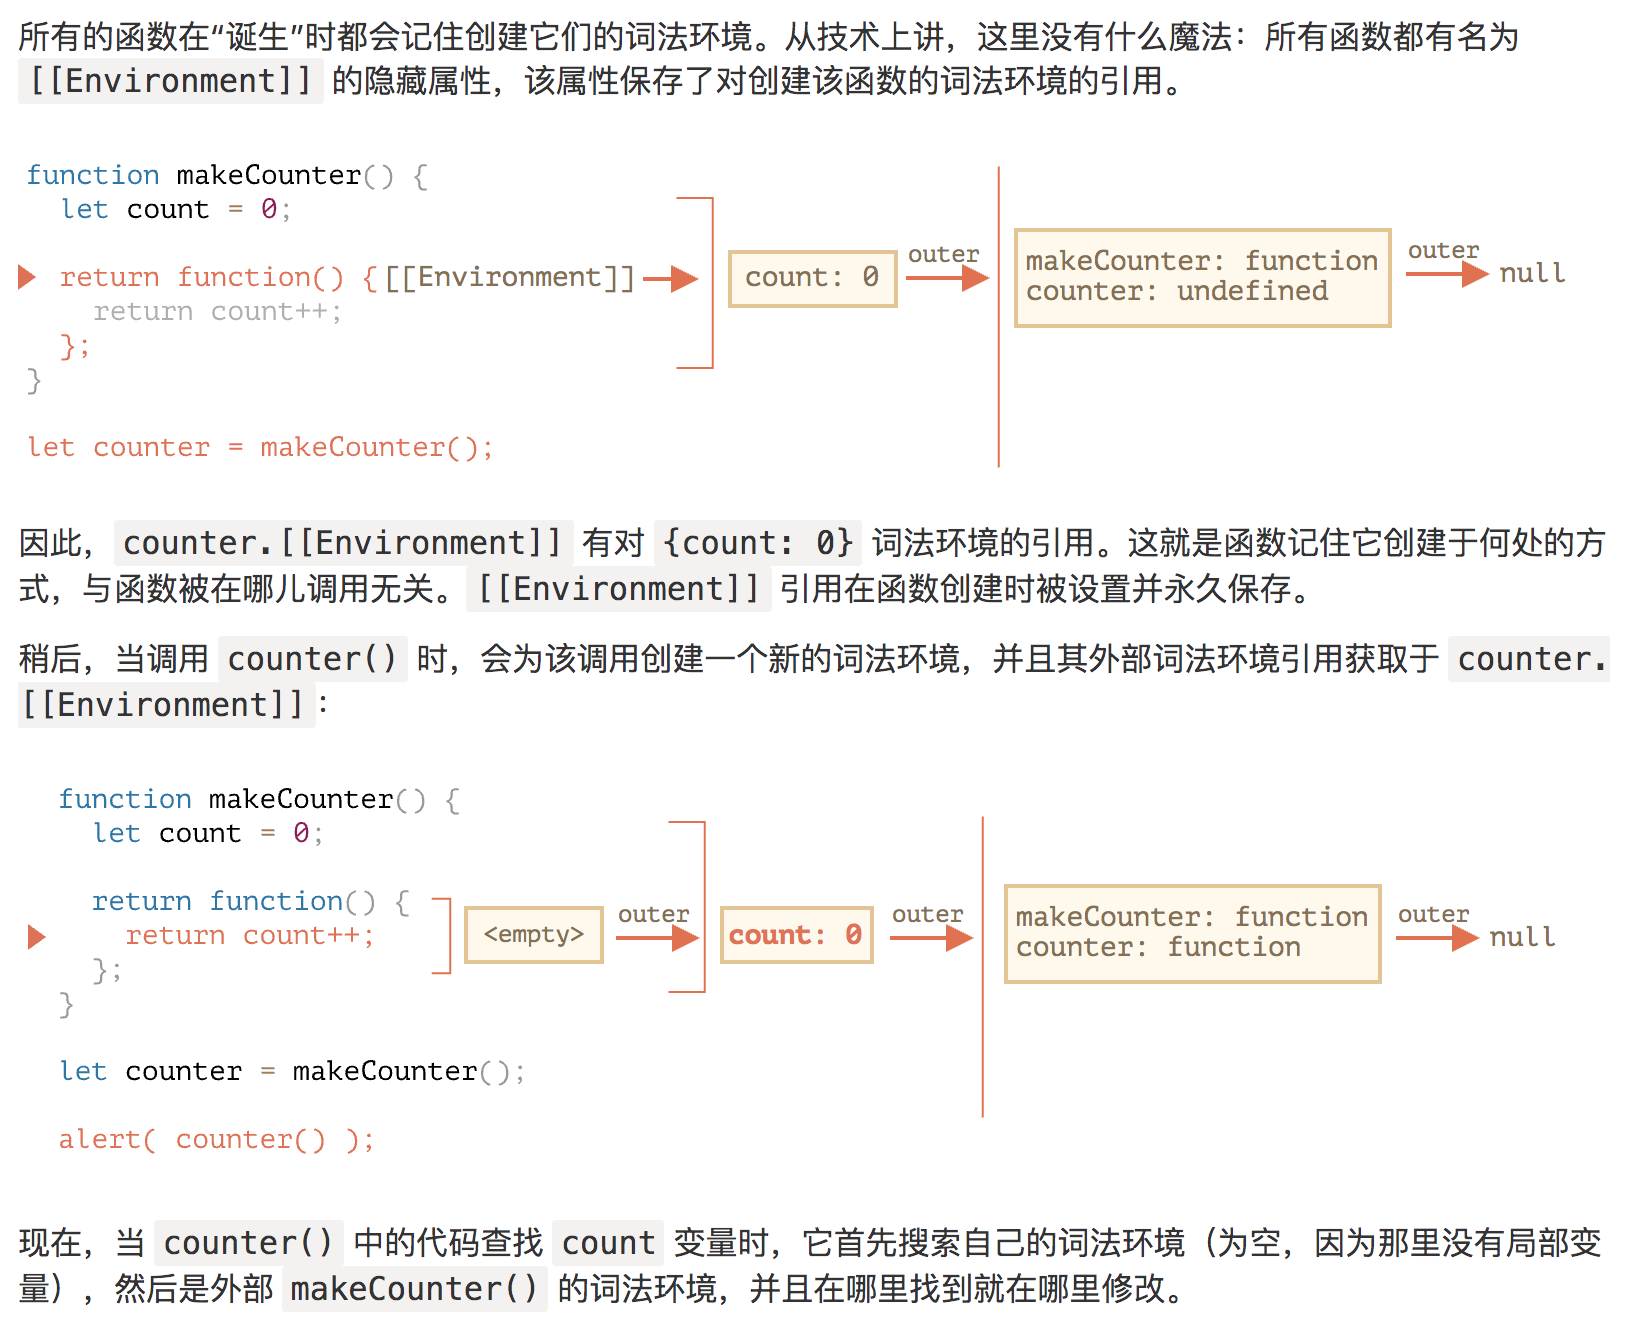 所有的函数在“诞生”时都会记住创建它们的词法环境。从技术上讲，这里没有什么魔法：所有函数都有名为
[[Environment]] 的隐藏属性，该属性保存了对创建该函数的词法环境的引用。
function makeCounter() {
let count = 0;
return function() { [[Environment]]
return count++;
};
}
let counter = makeCounter();
count: 0
outer
makeCounter: function
counter: undefined
outer
null
因此，counter.[[Environment]] 有对 {count: 0} 词法环境的引用。这就是函数记住它创建于何处的方
式，与函数被在哪儿调用无关。[[Environment]] 引用在函数创建时被设置并永久保存。
稍后，当调用 counter() 时，会为该调用创建一个新的词法环境，并且其外部词法环境引用获取于 counter.
[[Environment]]：
function makeCounter() {
let count = 0;
return function() {
return count++;
};
}
let counter = makeCounter();
alert( counter() );
<empty>
outer
count: 0
outer
makeCounter: function
counter: function
outer
null
现在，当 counter() 中的代码查找 count 变量时，它首先搜索自己的词法环境（为空，因为那里没有局部变
量），然后是外部 makeCounter() 的词法环境，并且在哪里找到就在哪里修改。